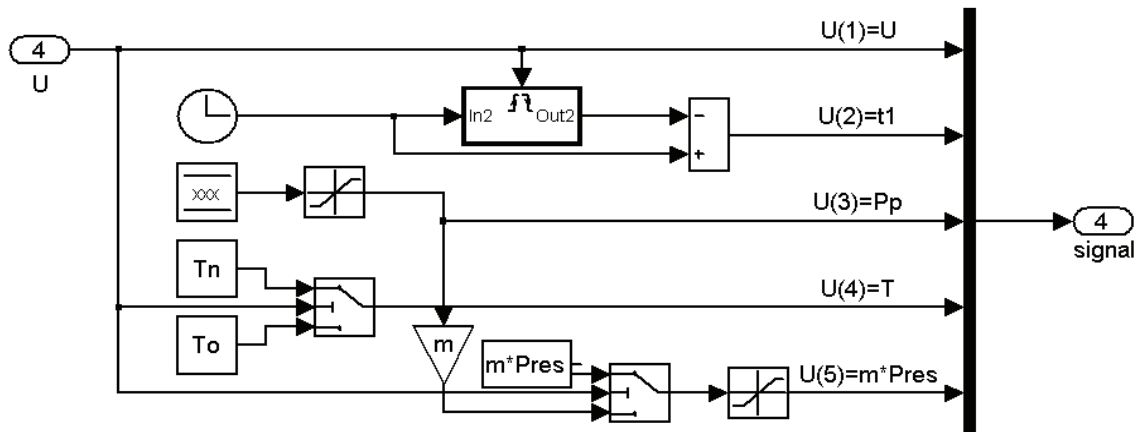 4
U
U(1)=U
In2
Out2
−
+
U(2)=t1
xxx
U(3)=Pp
4
signal
Tn
To
U(4)=T
m
m*Pres
U(5)=m*Pres